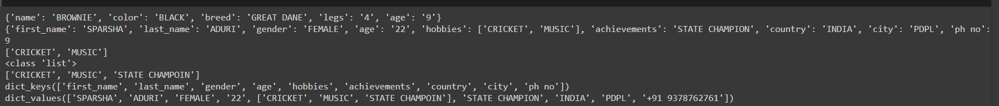 {'name': 'BROWNIE', 'color': 'BLACK', 'breed': 'GREAT DANE', 'legs': '4', 'age': '9'}
{'first_name': 'SPARSHA', 'last_name': 'ADURI', 'gender': 'FEMALE', 'age': '22', 'hobbies': ['CRICKET', 'MUSIC'], 'achievements': 'STATE CHAMPION', 'country': 'INDIA', 'city': 'PDPL', 'ph no':
9
['CRICKET', 'MUSIC']
<class 'list'>
['CRICKET', 'MUSIC', 'STATE CHAMPOIN']
dict_keys(['first_name', 'last_name', 'gender', 'age', 'hobbies', 'achievements', 'country', 'city', 'ph no'])
dict_values(['SPARSHA', 'ADURI', 'FEMALE', '22', ['CRICKET', 'MUSIC', 'STATE CHAMPOIN'], 'STATE CHAMPION', 'INDIA', 'PDPL', '+91 9378762761'])